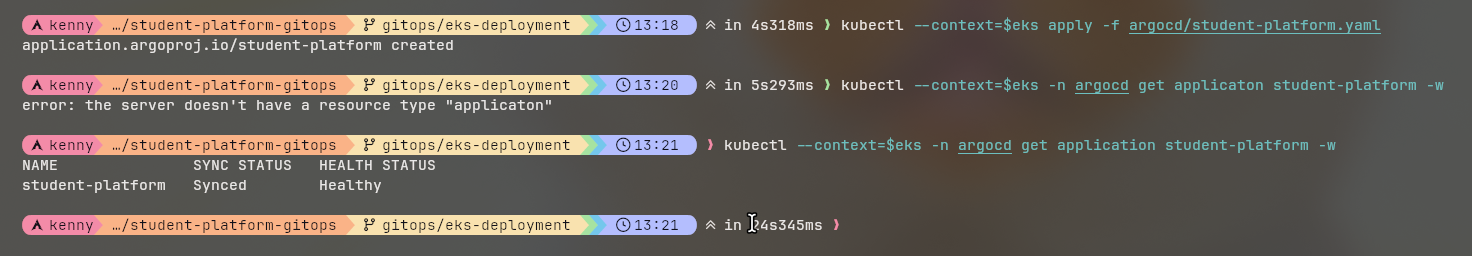 kenny …/student-platform-gitops gitops/eks-deployment 13:18 in 4s318ms ❯ kubectl --context=$eks apply -f argocd/student-platform.yaml
application.argoproj.io/student-platform created
kenny …/student-platform-gitops gitops/eks-deployment 13:20 in 5s293ms ❯ kubectl --context=$eks -n argocd get applicaton student-platform -w
error: the server doesn't have a resource type "applicaton"
kenny …/student-platform-gitops gitops/eks-deployment 13:21 ❯ kubectl --context=$eks -n argocd get application student-platform -w
NAME SYNC STATUS HEALTH STATUS
student-platform Synced Healthy
kenny …/student-platform-gitops gitops/eks-deployment 13:21 in 24s345ms ❯